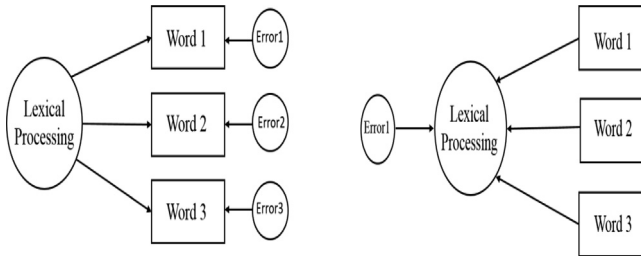 Word 1
Error1
Lexical
Processing
Word 2
Error2
Word 3
Error3
Word 1
Error1
Lexical
Processing
Word 2
Word 3